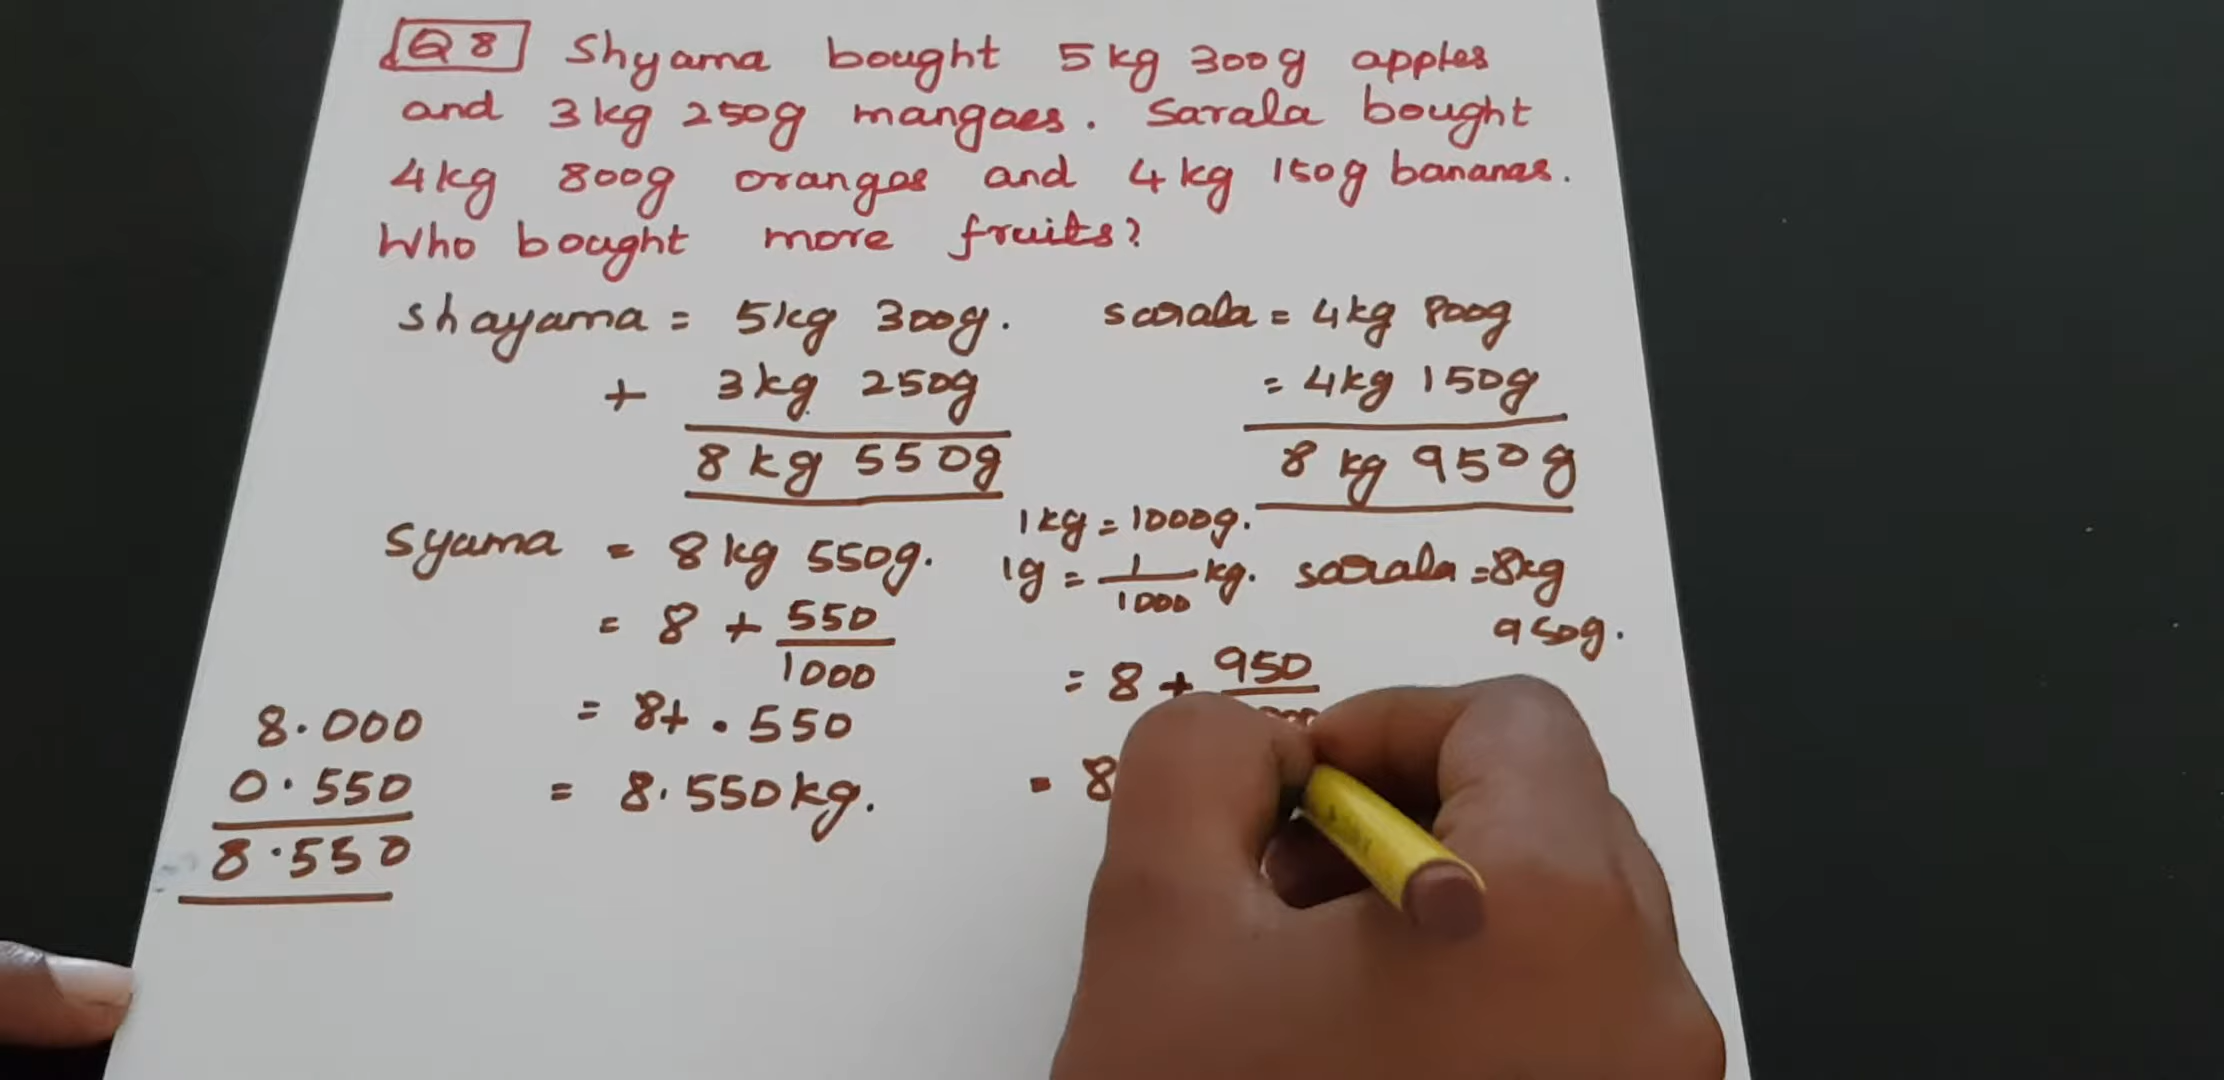 Q 8 Shyama bought 5kg 300g apples
and 3kg 250g mangoes. Sarala bought
4kg 800g oranges and 4kg 150g bananas.
Who bought more fruits?
shayama = 5kg 300g.
+ 3kg 250g
8kg 550g
sarala = 4kg 800g
= 4kg 150g
8 kg 950g
1kg = 1000g.
1g = 1/1000 kg.
Syama = 8kg 550g.
= 8 + 550/1000
= 8+ .550
= 8.550kg.
8.000
0.550
8.550
sarala =8kg
950g.
= 8 + 950
= 8